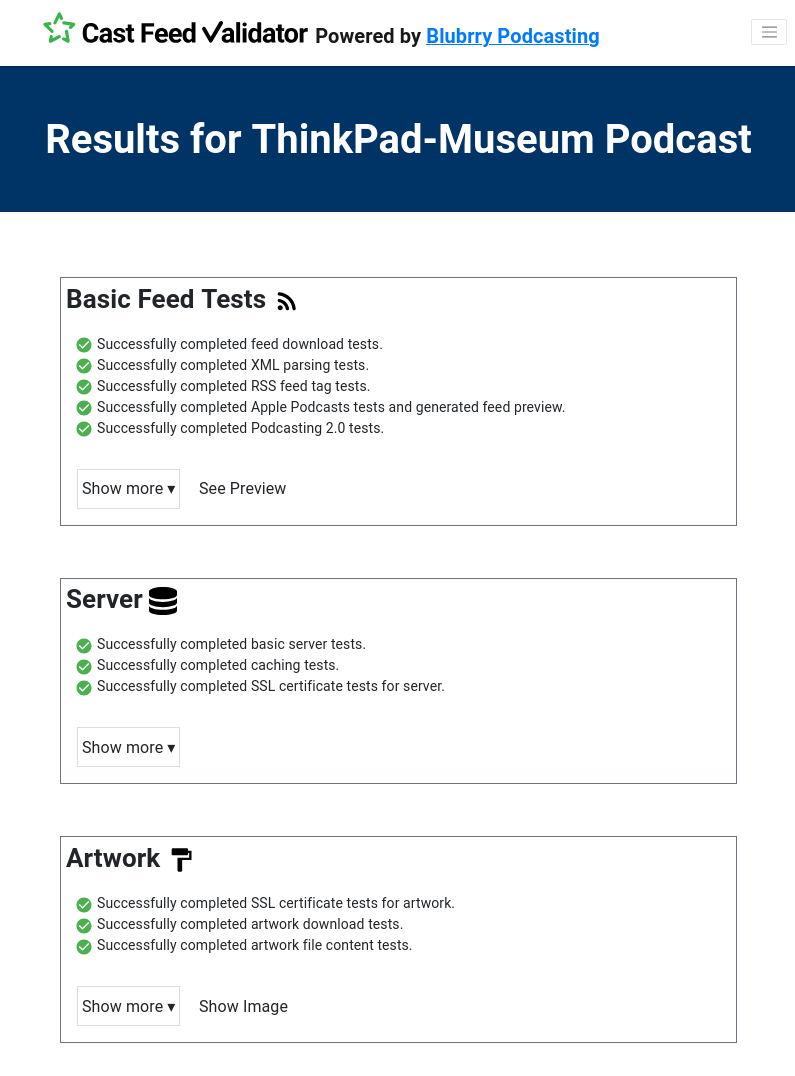 Cast Feed Validator Powered by Blubrry Podcasting
Results for ThinkPad-Museum Podcast
Basic Feed Tests
Successfully completed feed download tests.
Successfully completed XML parsing tests.
Successfully completed RSS feed tag tests.
Successfully completed Apple Podcasts tests and generated feed preview.
Successfully completed Podcasting 2.0 tests.
Show more ▾ See Preview
Server
Successfully completed basic server tests.
Successfully completed caching tests.
Successfully completed SSL certificate tests for server.
Show more ▾
Artwork
Successfully completed SSL certificate tests for artwork.
Successfully completed artwork download tests.
Successfully completed artwork file content tests.
Show more ▾ Show Image